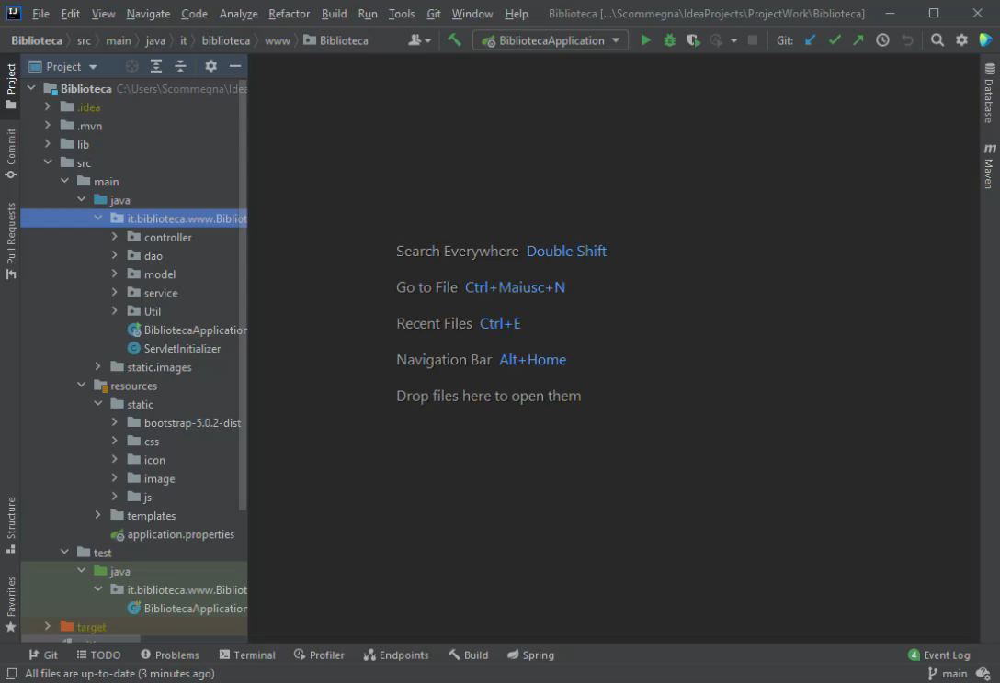 File Edit View Navigate Code Analyze Refactor Build Run Tools Git Window Help Biblioteca [...\Scommegna\IdeaProjects\ProjectWork\Biblioteca]
Biblioteca src main java it biblioteca www Biblioteca BibliotecaApplication Git:
Project
Biblioteca C:\Users\Scommegna\Idea
.idea
.mvn
lib
src
main
java
it.biblioteca.www.Bibliot
controller
dao
model
service
Util
BibliotecaApplication
ServletInitializer
static.images
resources
static
bootstrap-5.0.2-dist
css
icon
image
js
templates
application.properties
test
java
it.biblioteca.www.Bibliot
BibliotecaApplication
target
Project
Commit
Pull Requests
Structure
Favorites
Search Everywhere Double Shift
Go to File Ctrl+Maiusc+N
Recent Files Ctrl+E
Navigation Bar Alt+Home
Drop files here to open them
Database
m Maven
Git TODO Problems Terminal Profiler Endpoints Build Spring 4 Event Log
All files are up-to-date (3 minutes ago) main